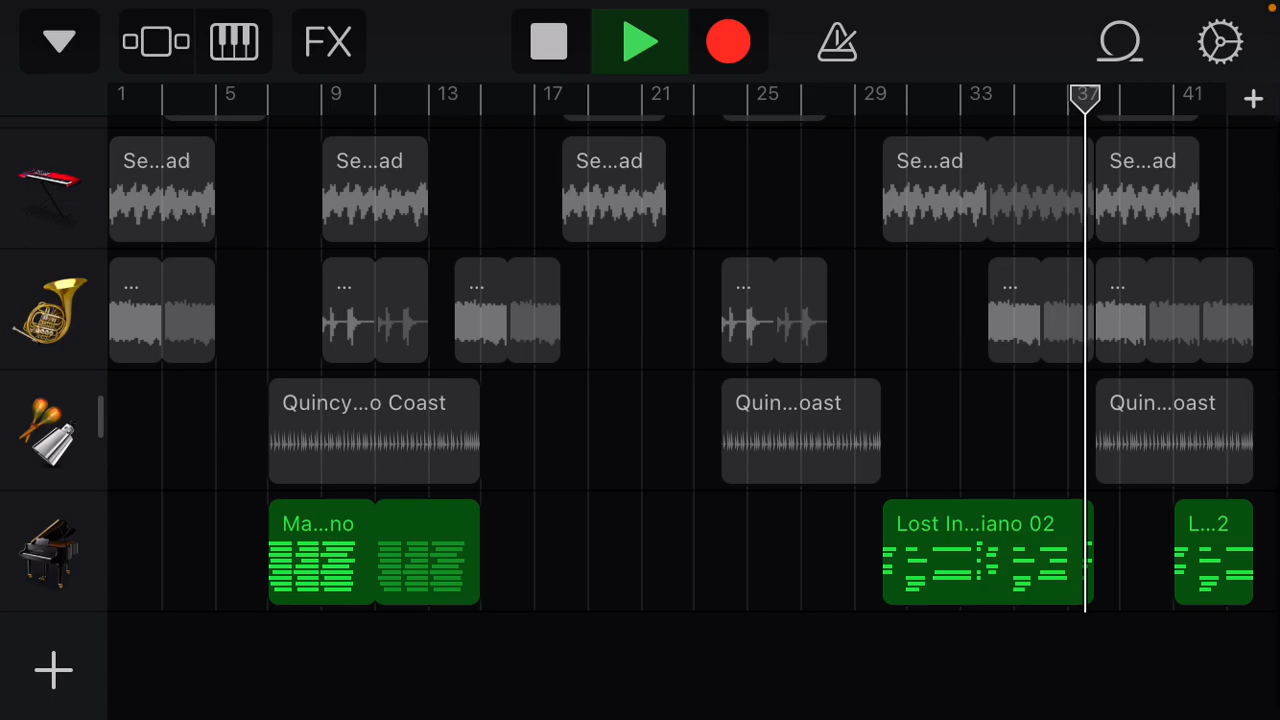 FX
1 5 9 13 17 21 25 29 33 37 41
Se...ad Se...ad Se...ad Se...ad Se...ad
... ... ... ... ... ...
Quincy...o Coast Quin...oast Quin...oast
Ma...no Lost In...iano 02 L...2